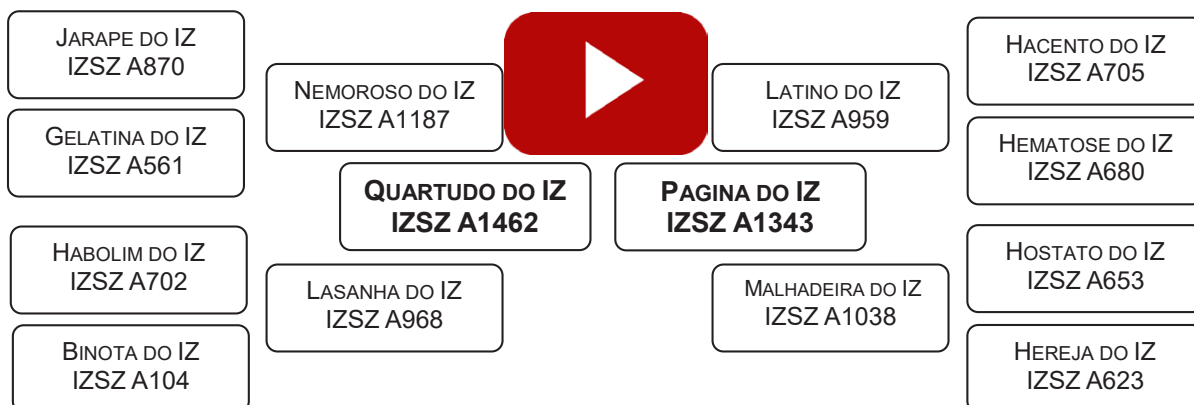 JARAPE DO IZ
IZSZ A870
GELATINA DO IZ
IZSZ A561
HABOLIM DO IZ
IZSZ A702
BINOTA DO IZ
IZSZ A104
NEMOROSO DO IZ
IZSZ A1187
LASANHA DO IZ
IZSZ A968
QUARTUDO DO IZ
IZSZ A1462
PAGINA DO IZ
IZSZ A1343
LATINO DO IZ
IZSZ A959
MALHADEIRA DO IZ
IZSZ A1038
HACENTO DO IZ
IZSZ A705
HEMATOSE DO IZ
IZSZ A680
HOSTATO DO IZ
IZSZ A653
HEREJA DO IZ
IZSZ A623